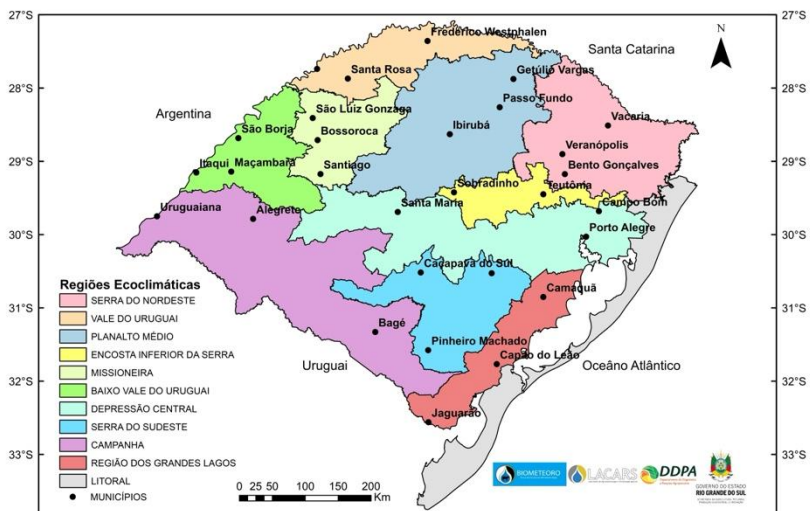 27°S
28°S
29°S
30°S
31°S
32°S
33°S
27°S
28°S
29°S
30°S
31°S
32°S
33°S
N
Santa Catarina
Argentina
Uruguai
Oceâno Atlântico
Frederico Westphalen
Santa Rosa
Getúlio Vargas
Passo Fundo
São Luiz Gonzaga
Vacaria
São Borja
Bossoroca
Ibirubá
Veranópolis
Itaqui
Maçambará
Santiago
Bento Gonçalves
Sobradinho
Teutônia
Uruguaiana
Alegrete
Santa Maria
Campo Bom
Porto Alegre
Caçapava do Sul
Camaquã
Bagé
Pinheiro Machado
Capão do Leão
Jaguarão
Regiões Ecoclimáticas
SERRA DO NORDESTE
VALE DO URUGUAI
PLANALTO MÉDIO
ENCOSTA INFERIOR DA SERRA
MISSIONEIRA
BAIXO VALE DO URUGUAI
DEPRESSÃO CENTRAL
SERRA DO SUDESTE
CAMPANHA
REGIÃO DOS GRANDES LAGOS
LITORAL
MUNICÍPIOS
0 25 50 100 150 200
Km
BIOMETEORO
LACARS
DDPA
GOVERNO DO ESTADO
RIO GRANDE DO SUL